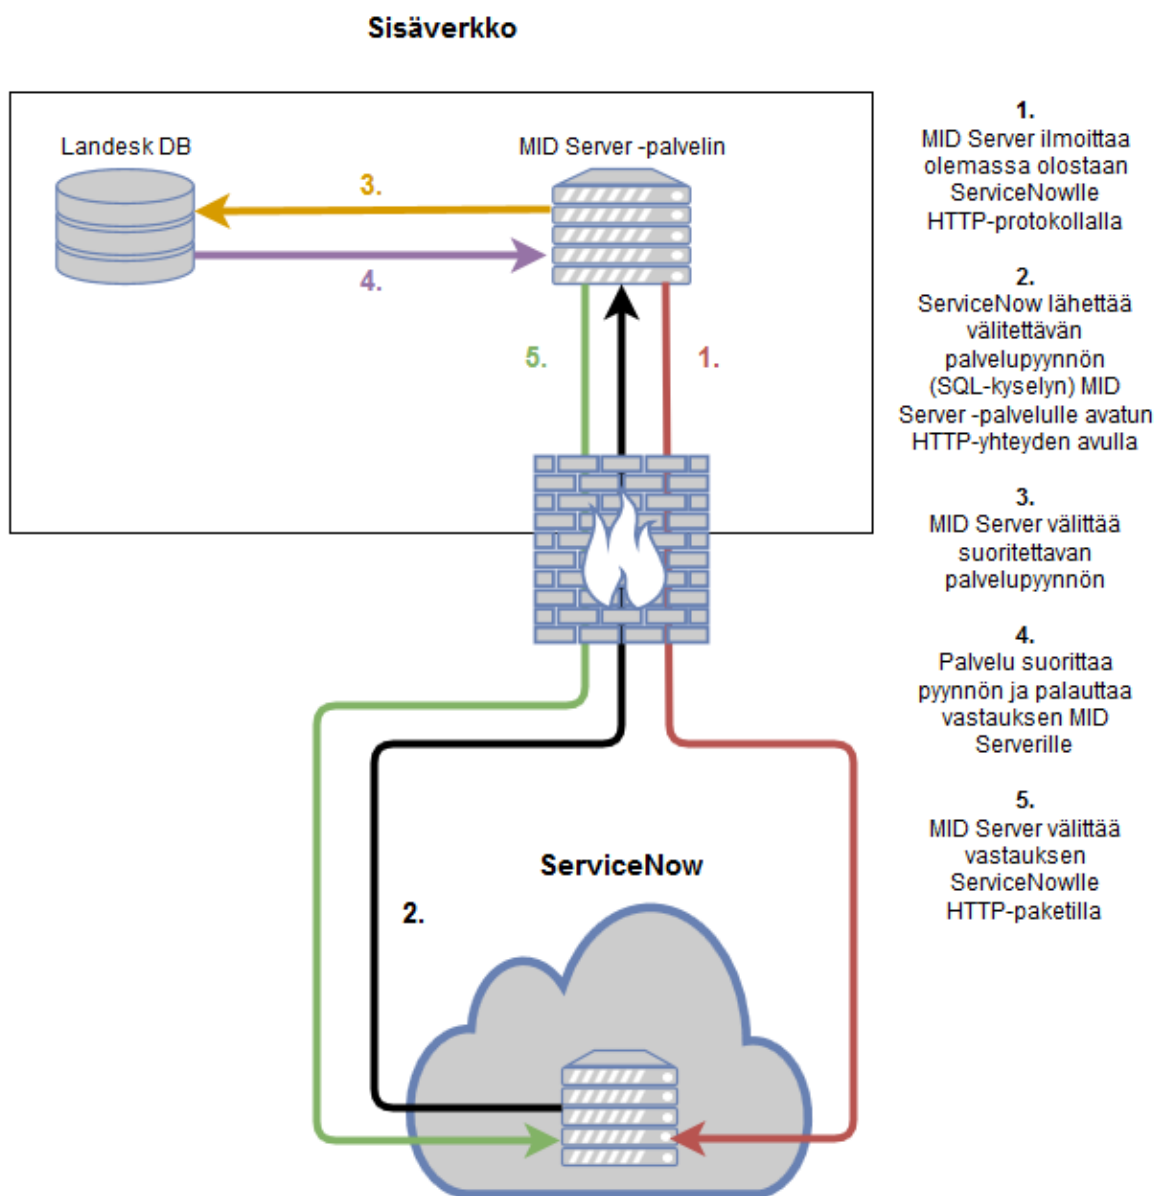 Sisäverkko
Landesk DB
MID Server -palvelin
3.
4.
5.
1.
ServiceNow
2.
1.
MID Server ilmoittaa
olemassa olostaan
ServiceNowlle
HTTP-protokollalla
2.
ServiceNow lähettää
välitettävän
palvelupyynnön
(SQL-kyselyn) MID
Server -palvelulle avatun
HTTP-yhteyden avulla
3.
MID Server välittää
suoritettavan
palvelupyynnön
4.
Palvelu suorittaa
pyynnön ja palauttaa
vastauksen MID
Serverille
5.
MID Server välittää
vastauksen
ServiceNowlle
HTTP-paketilla